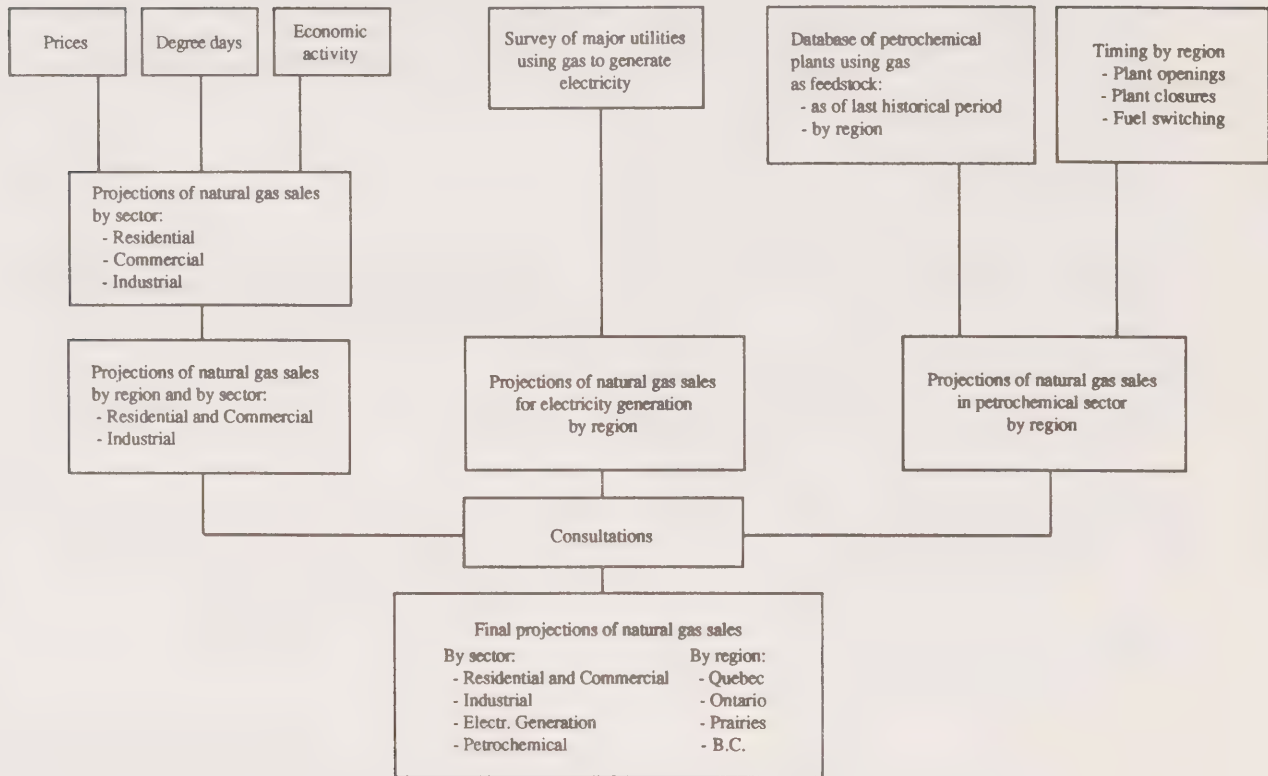 Prices
Degree days
Economic
activity
Survey of major utilities
using gas to generate
electricity
Database of petrochemical
plants using gas
as feedstock:
- as of last historical period
- by region
Timing by region
- Plant openings
- Plant closures
- Fuel switching
Projections of natural gas sales
by sector:
- Residential
- Commercial
- Industrial
Projections of natural gas sales
by region and by sector:
- Residential and Commercial
- Industrial
Projections of natural gas sales
for electricity generation
by region
Projections of natural gas sales
in petrochemical sector
by region
Consultations
Final projections of natural gas sales
By sector:
- Residential and Commercial
- Industrial
- Electr. Generation
- Petrochemical
By region:
- Quebec
- Ontario
- Prairies
- B.C.